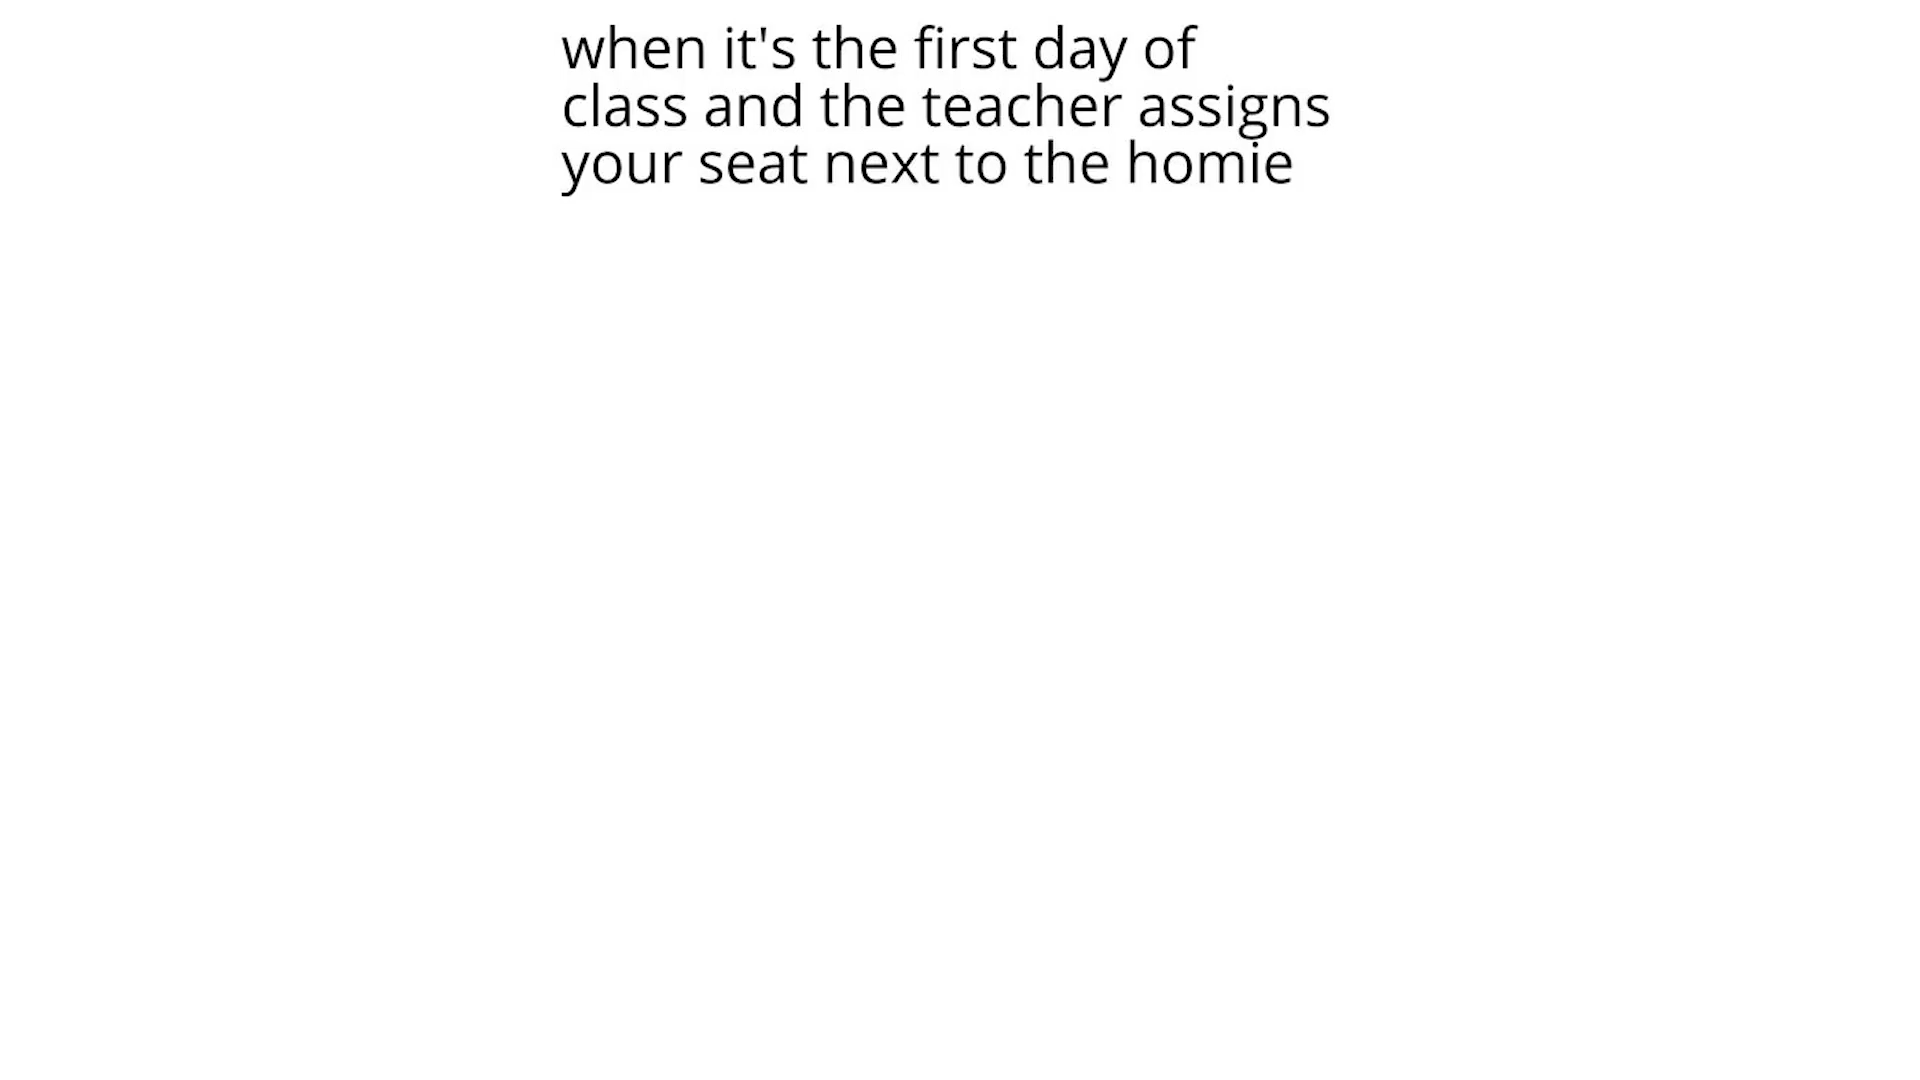 when it's the first day of
class and the teacher assigns
your seat next to the homie